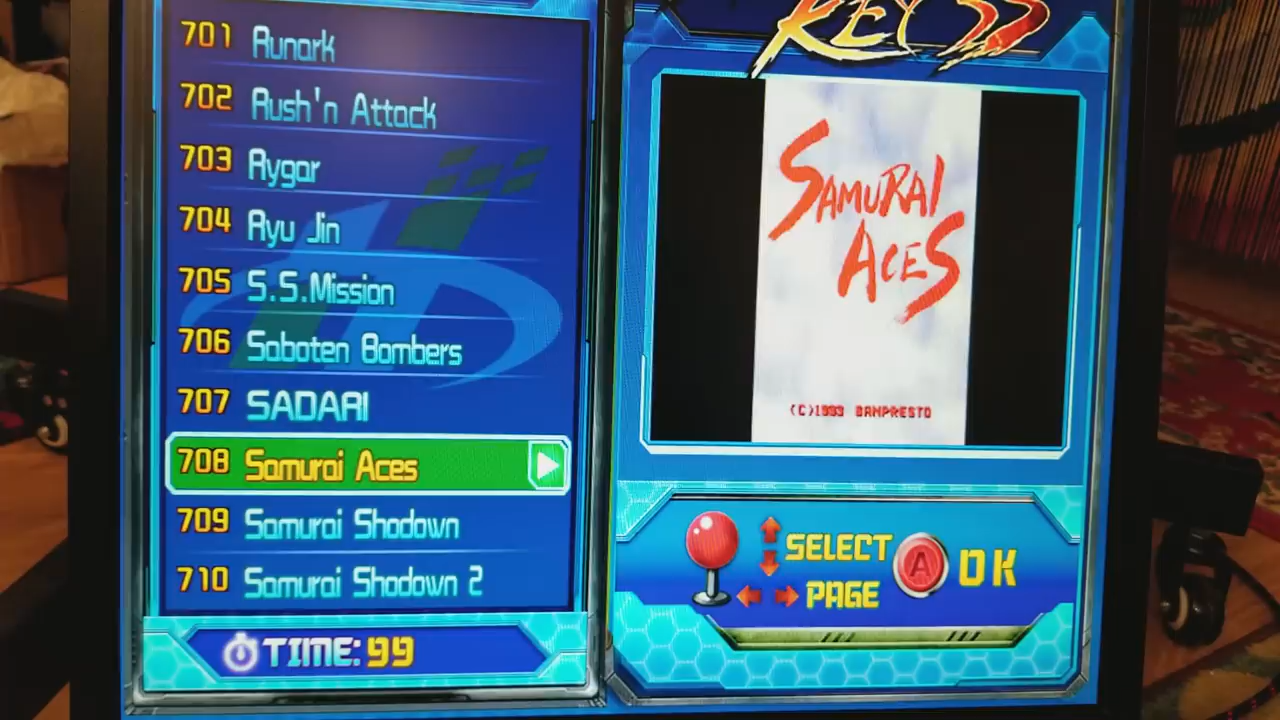 701 Runark
702 Rush'n Attack
703 Rygar
704 Ryu Jin
705 S.S.Mission
706 Saboten Bombers
707 SADARI
708 Samurai Aces
709 Samurai Shodown
710 Samurai Shodown 2
TIME:99
KEY
SAMURAI
ACES
(C)1993 BANPRESTO
SELECT
PAGE
A OK